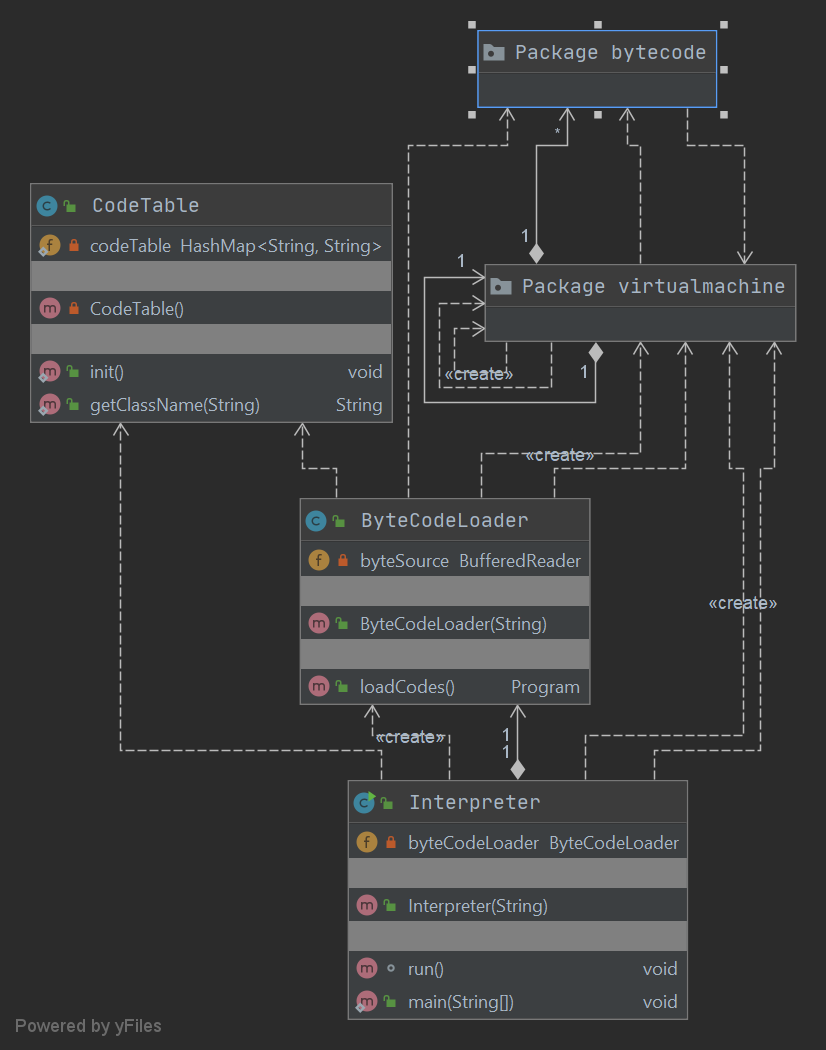 Package bytecode
*
1
CodeTable
codeTable HashMap<String, String>
CodeTable()
init() void
getClassName(String) String
1
Package virtualmachine
1
«create»
«create»
ByteCodeLoader
byteSource BufferedReader
ByteCodeLoader(String)
loadCodes() Program
«create»
«create»
1
1
Interpreter
byteCodeLoader ByteCodeLoader
Interpreter(String)
run() void
main(String[]) void
Powered by yFiles